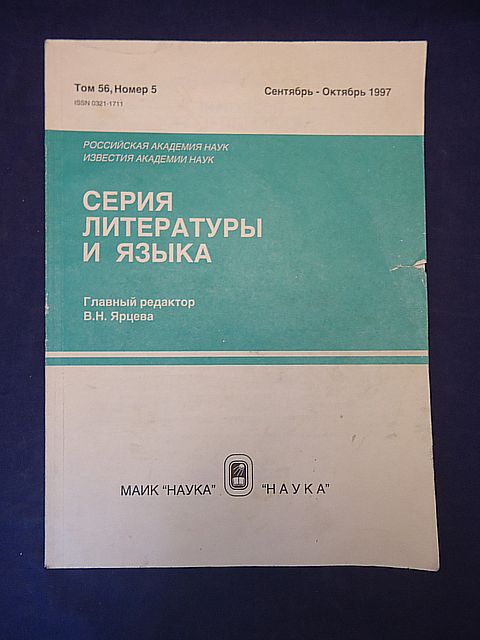 Том 56, Номер 5
Сентябрь - Октябрь 1997
ISSN 0321-1711
РОССИЙСКАЯ АКАДЕМИЯ НАУК
ИЗВЕСТИЯ АКАДЕМИИ НАУК
СЕРИЯ
ЛИТЕРАТУРЫ
И ЯЗЫКА
Главный редактор
В.Н. Ярцева
МАИК "НАУКА"
"НАУКА"